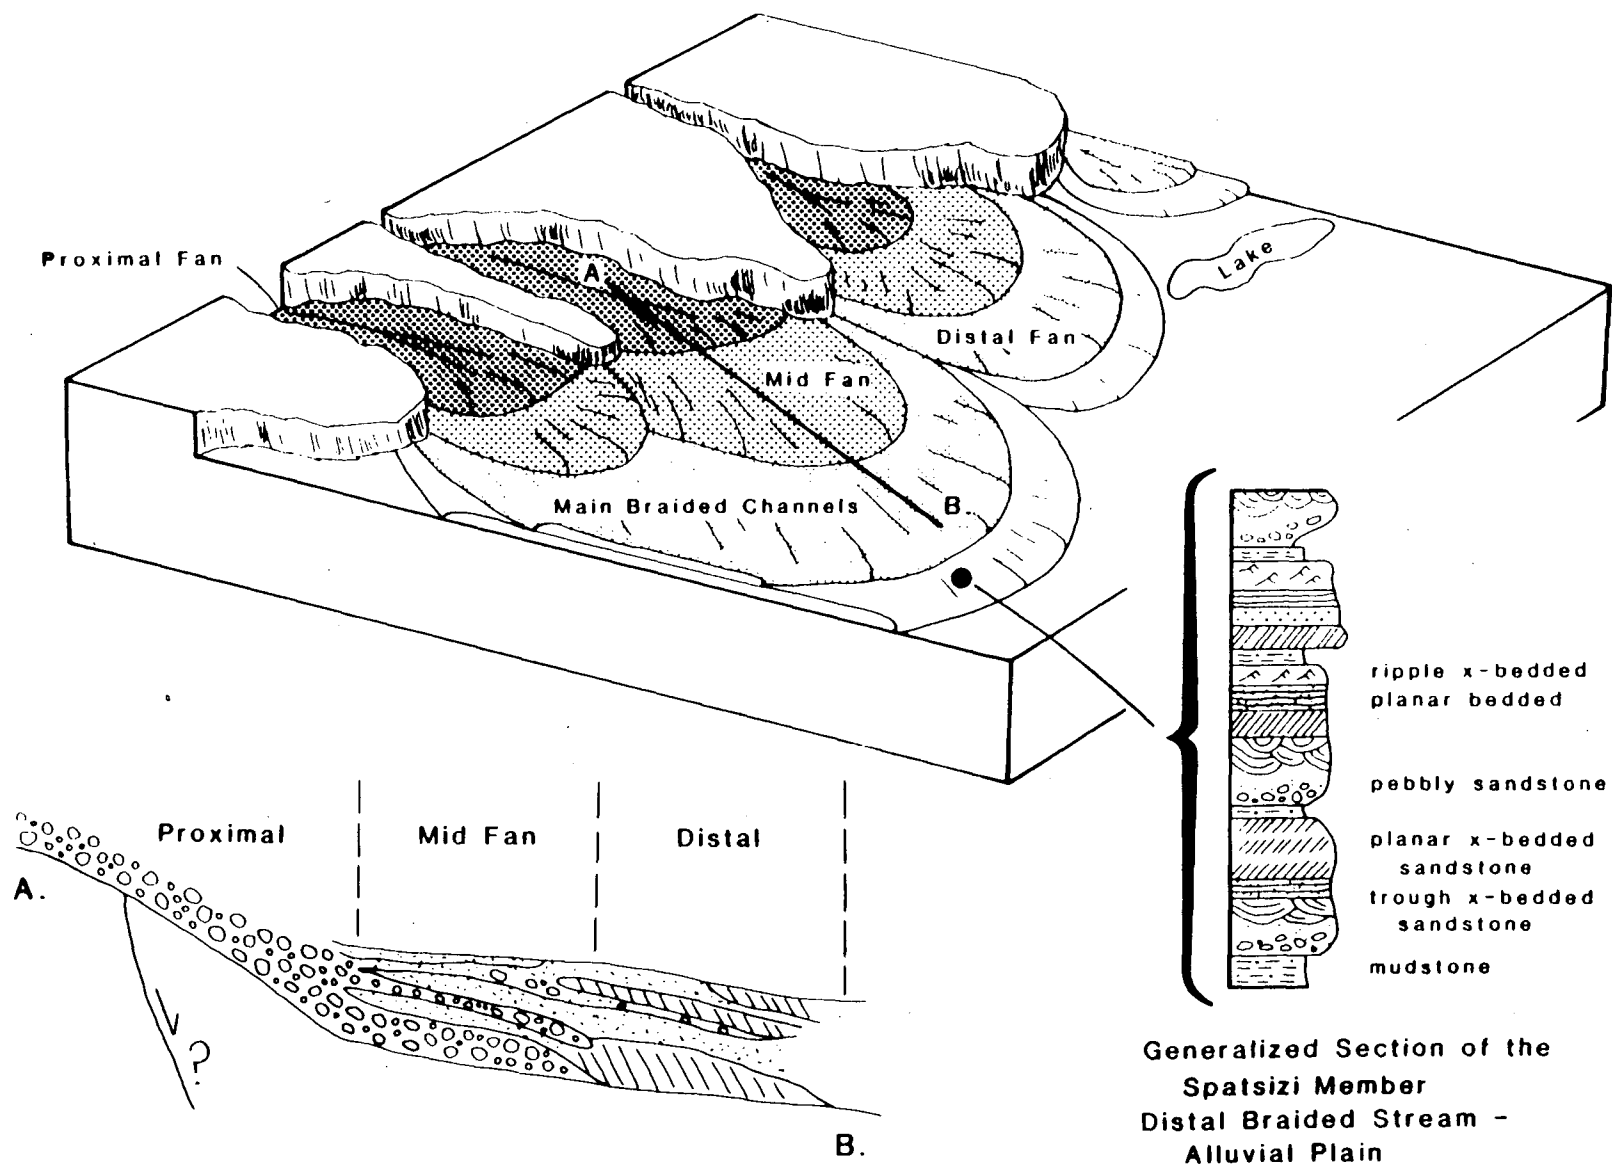 Proximal Fan
A
Lake
Distal Fan
Mid Fan
Main Braided Channels
B.
ripple x-bedded
planar bedded
pebbly sandstone
planar x-bedded
sandstone
trough x-bedded
sandstone
mudstone
Proximal
Mid Fan
Distal
A.
?
B.
Generalized Section of the
Spatsizi Member
Distal Braided Stream –
Alluvial Plain